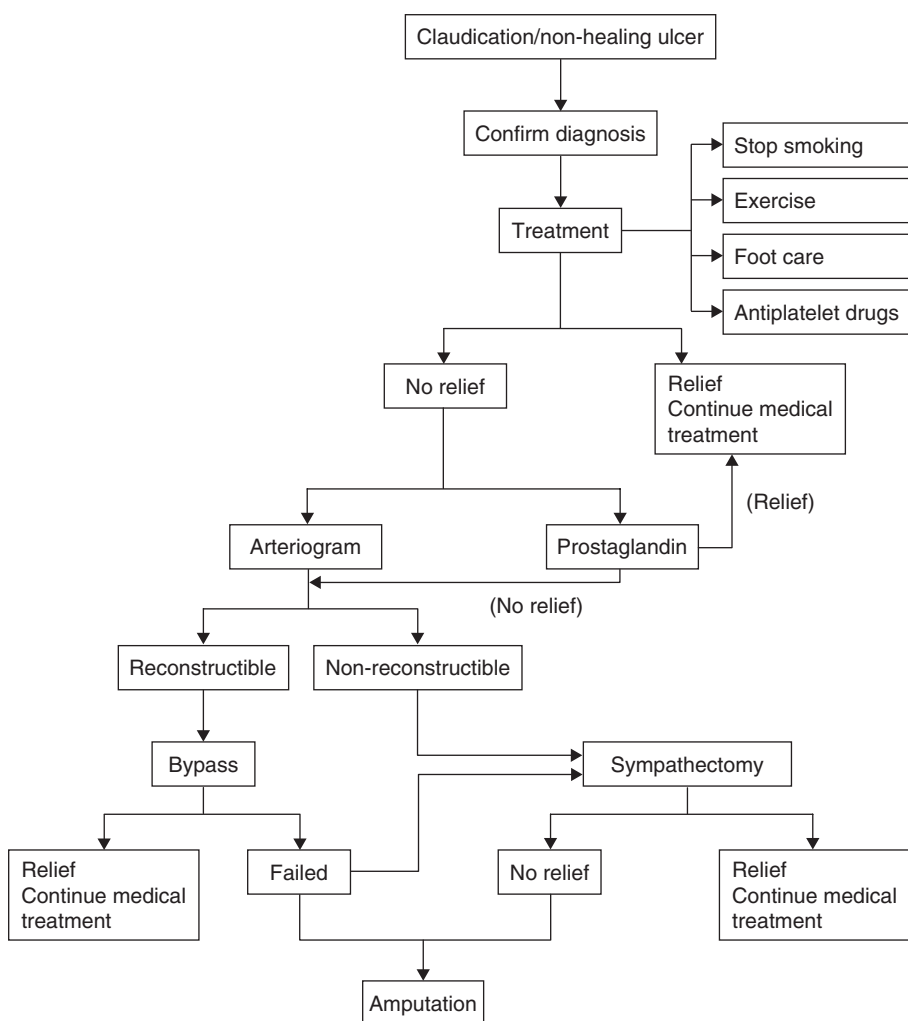 Claudication/non-healing ulcer
Confirm diagnosis
Treatment
Stop smoking
Exercise
Foot care
Antiplatelet drugs
No relief
Relief
Continue medical
treatment
(Relief)
Arteriogram
Prostaglandin
(No relief)
Reconstructible
Non-reconstructible
Bypass
Sympathectomy
Relief
Continue medical
treatment
Failed
No relief
Relief
Continue medical
treatment
Amputation